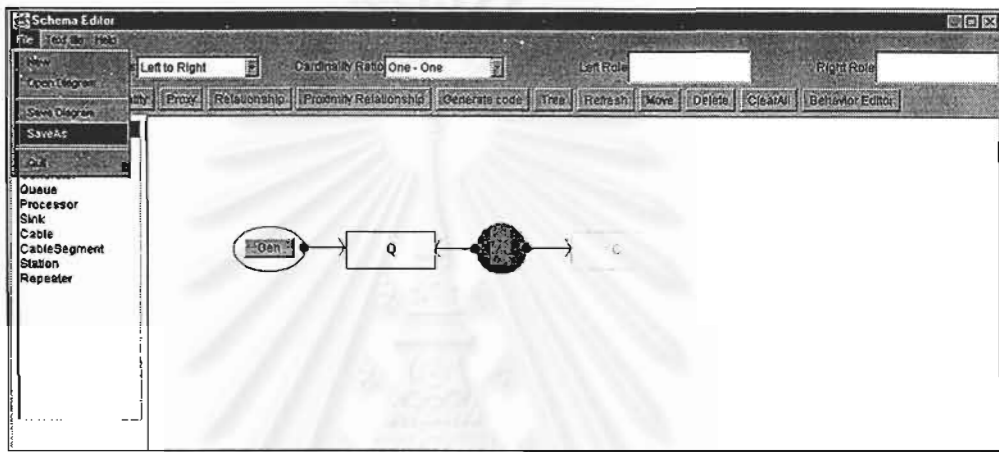 Schema Editor
File Text file Help
New
Left to Right
Cardinality Ratio One - One
Left Role
Right Role
Open Diagram
Proxy Relationship Proximity Relationship Generate code Tree Refresh Move Delete ClearAll Behavior Editor
Save Diagram
SaveAs
Quit
Queue
Processor
Sink
Cable
CableSegment
Station
Repeater
Gen
Q